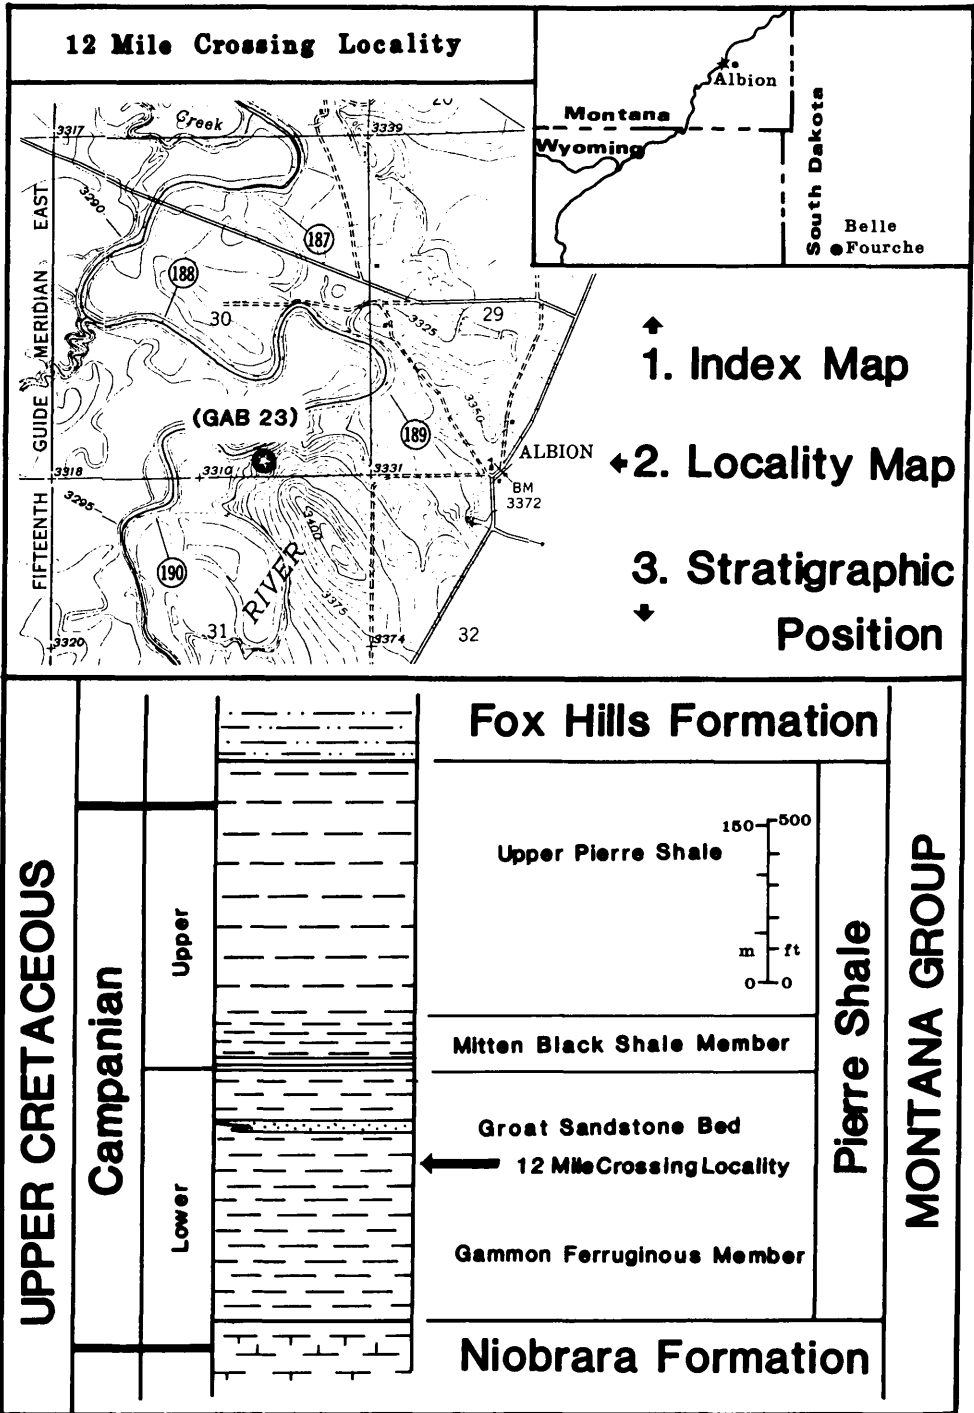 12 Mile Crossing Locality
Albion
Montana
Wyoming
South Dakota
Belle
Fourche
Creek
3317
3339
3290
187
188
30
3325
29
GUIDE MERIDIAN EAST
FIFTEENTH
3350
(GAB 23)
189
ALBION
3318
3310
3331
BM
3372
3295
3400
190
RIVER
3375
31
32
3320
3374
1. Index Map
2. Locality Map
3. Stratigraphic
Position
UPPER CRETACEOUS
Campanian
Upper
Lower
Fox Hills Formation
Upper Pierre Shale
150 500
m ft
0 0
Mitten Black Shale Member
Groat Sandstone Bed
12 Mile Crossing Locality
Gammon Ferruginous Member
Niobrara Formation
Pierre Shale
MONTANA GROUP